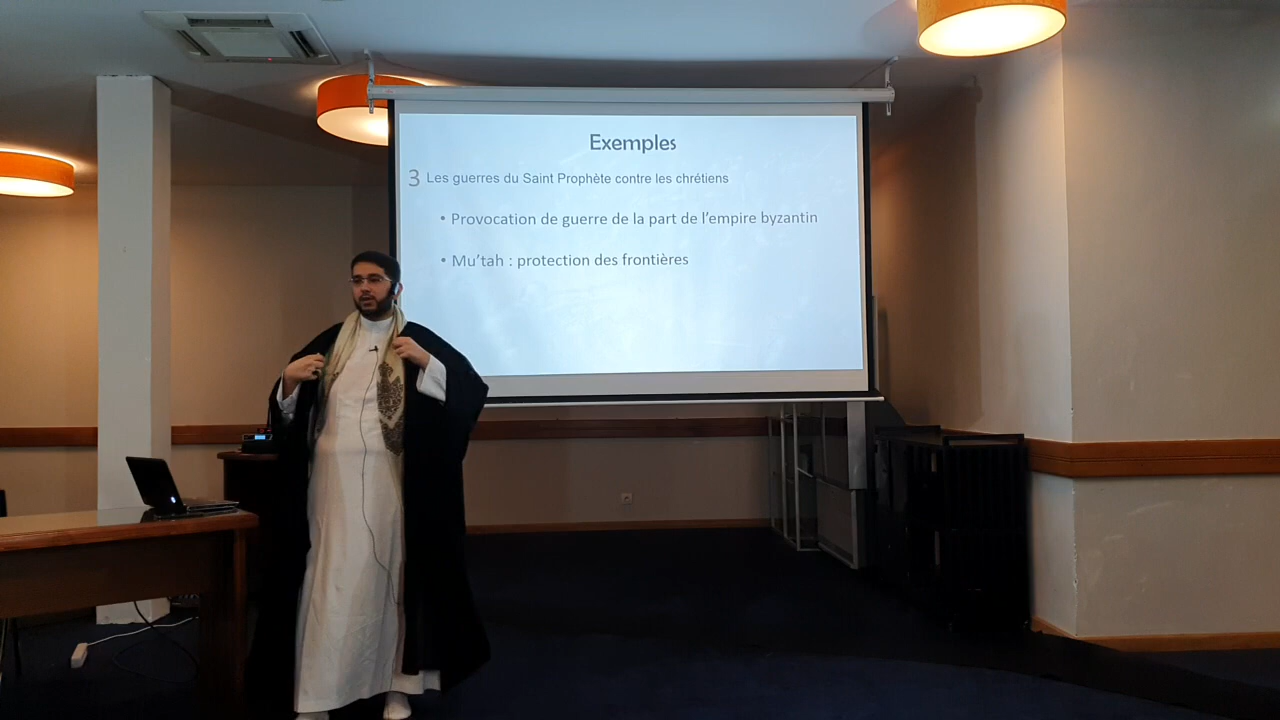 Exemples
3 Les guerres du Saint Prophète contre les chrétiens
• Provocation de guerre de la part de l’empire byzantin
• Mu’tah : protection des frontières